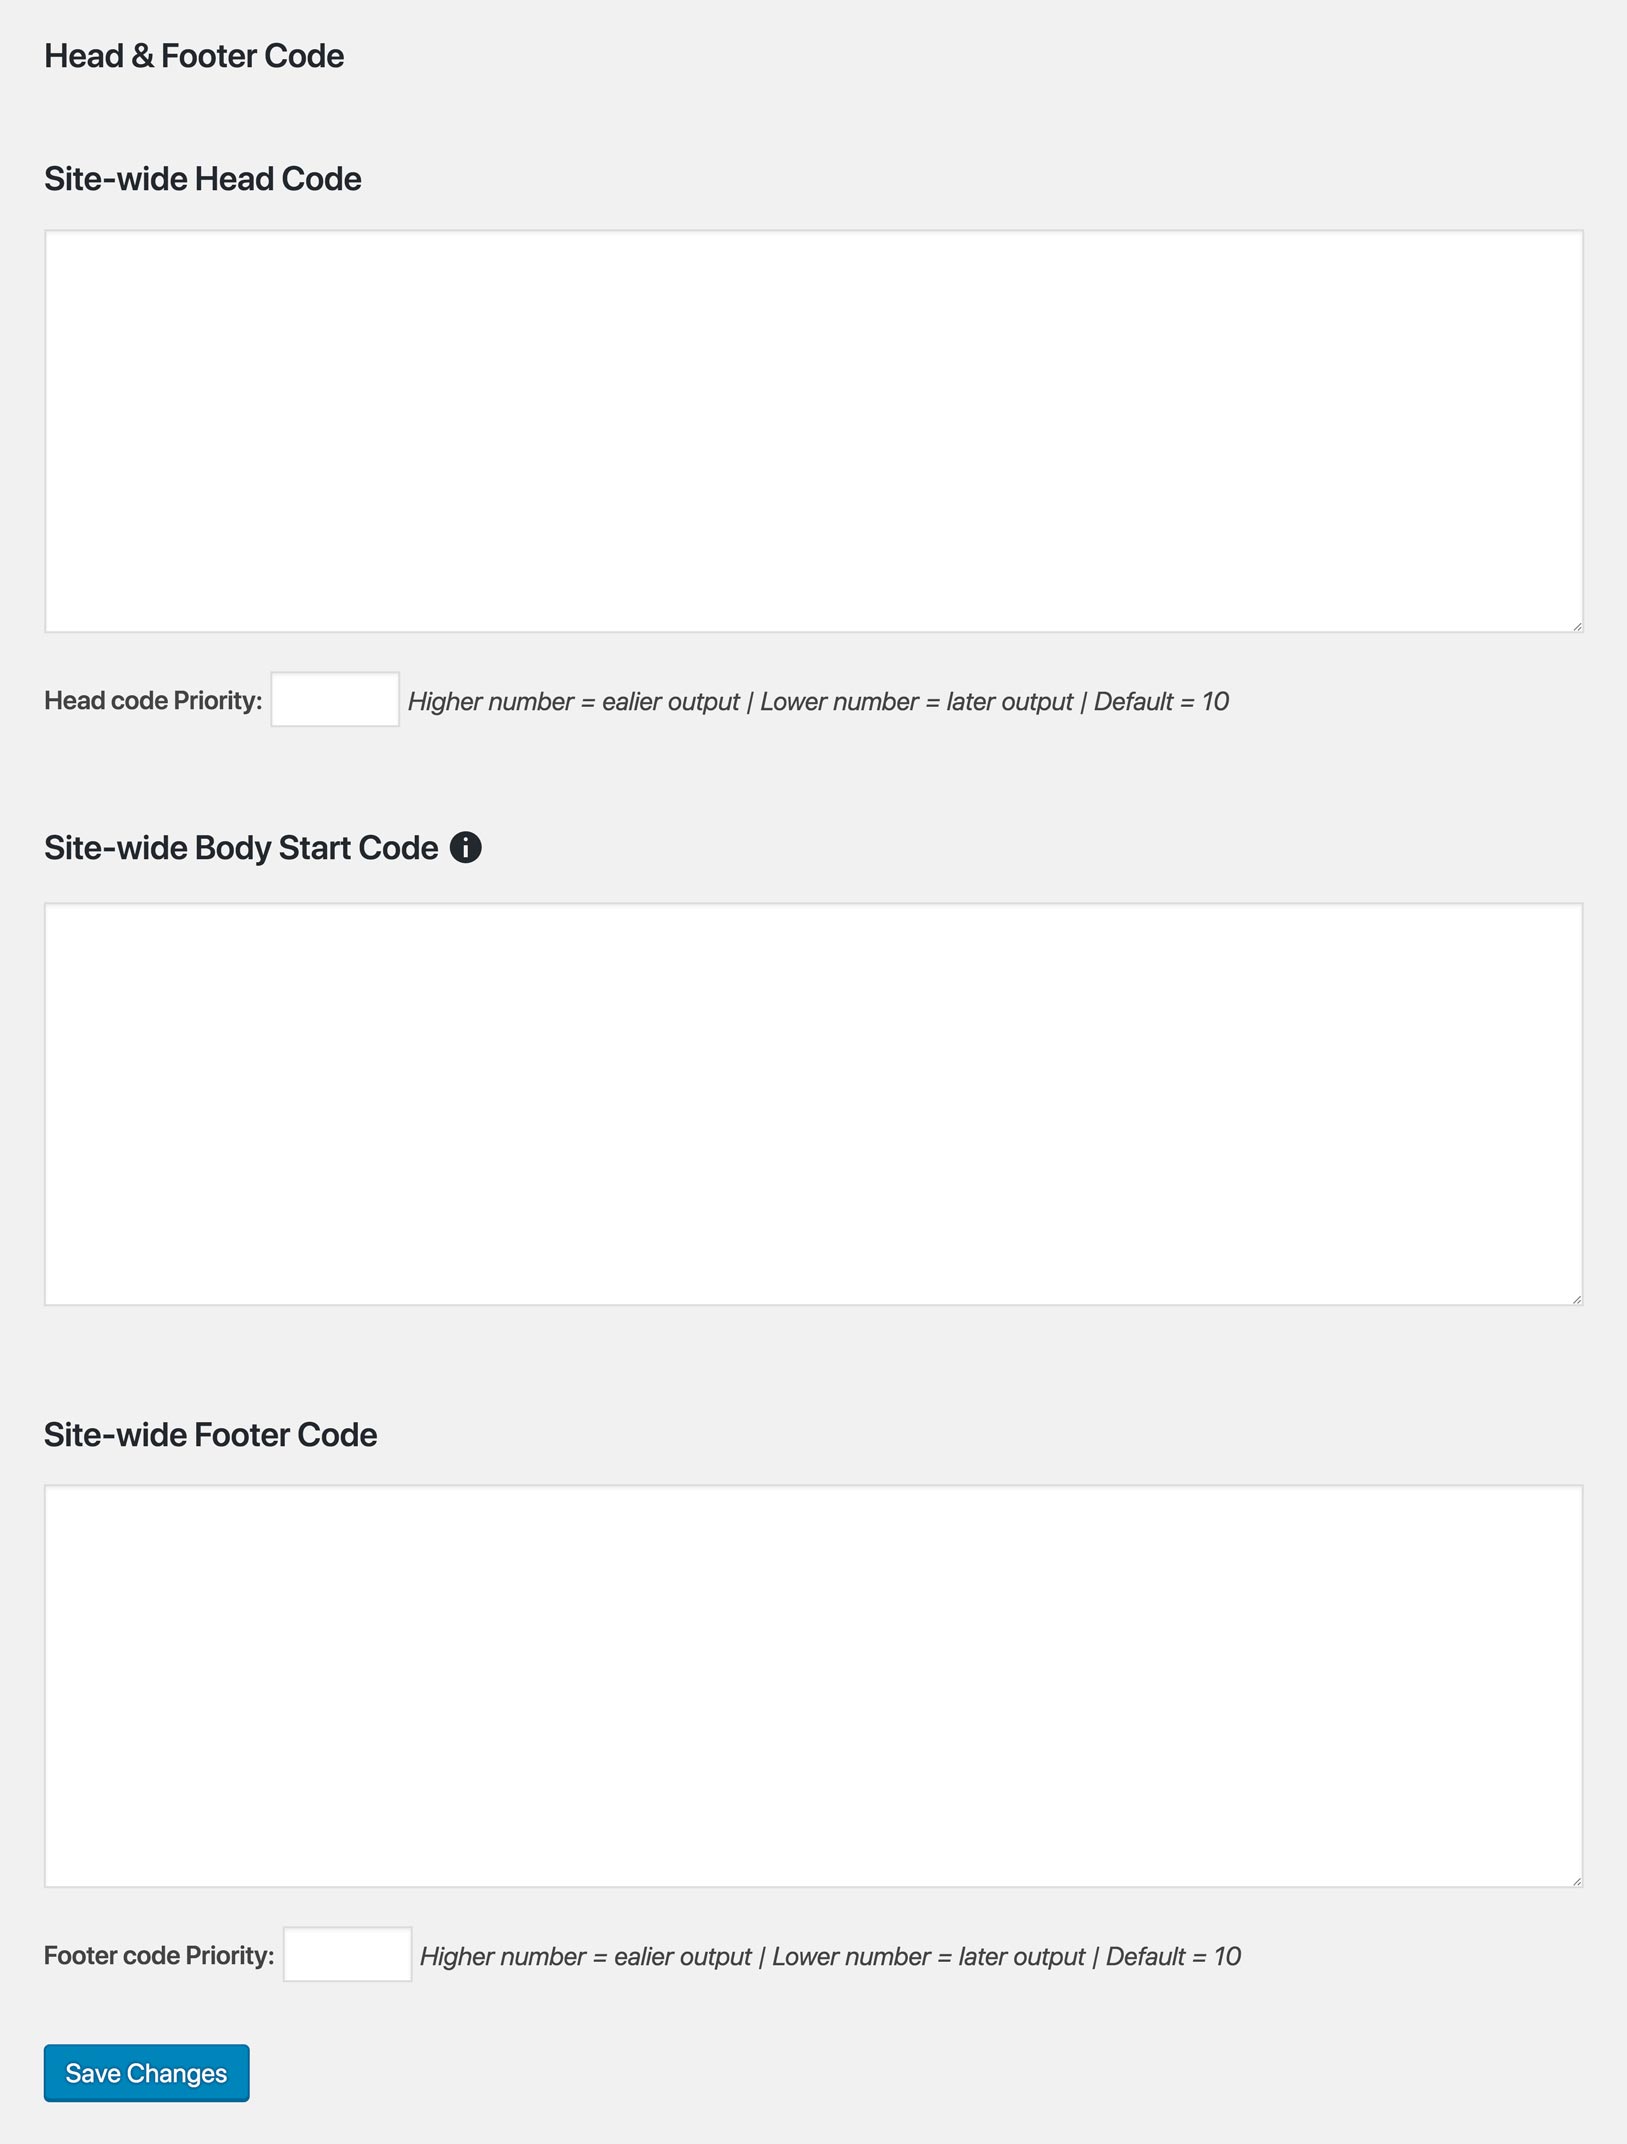 Head & Footer Code
Site-wide Head Code
Head code Priority: Higher number = ealier output | Lower number = later output | Default = 10
Site-wide Body Start Code
Site-wide Footer Code
Footer code Priority: Higher number = ealier output | Lower number = later output | Default = 10
Save Changes